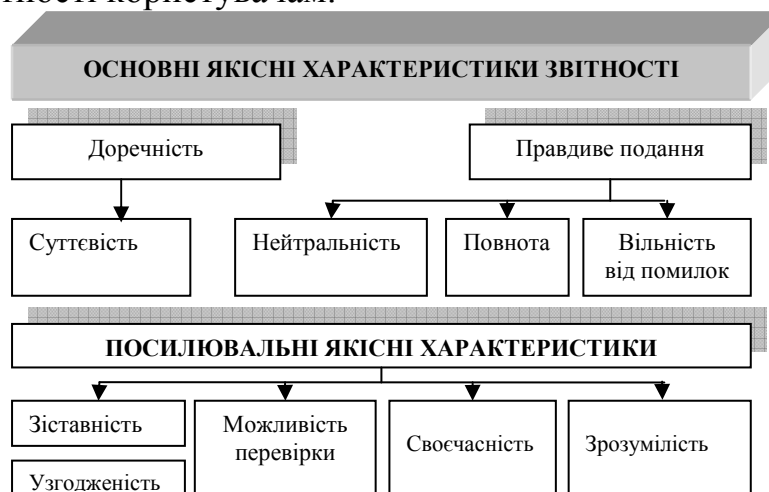 користувачам.
ОСНОВНІ ЯКІСНІ ХАРАКТЕРИСТИКИ ЗВІТНОСТІ
Доречність
Правдиве подання
Суттєвість
Нейтральність
Повнота
Вільність
від помилок
ПОСИЛЮВАЛЬНІ ЯКІСНІ ХАРАКТЕРИСТИКИ
Зіставність
Можливість
перевірки
Своєчасність
Зрозумілість
Узгодженість